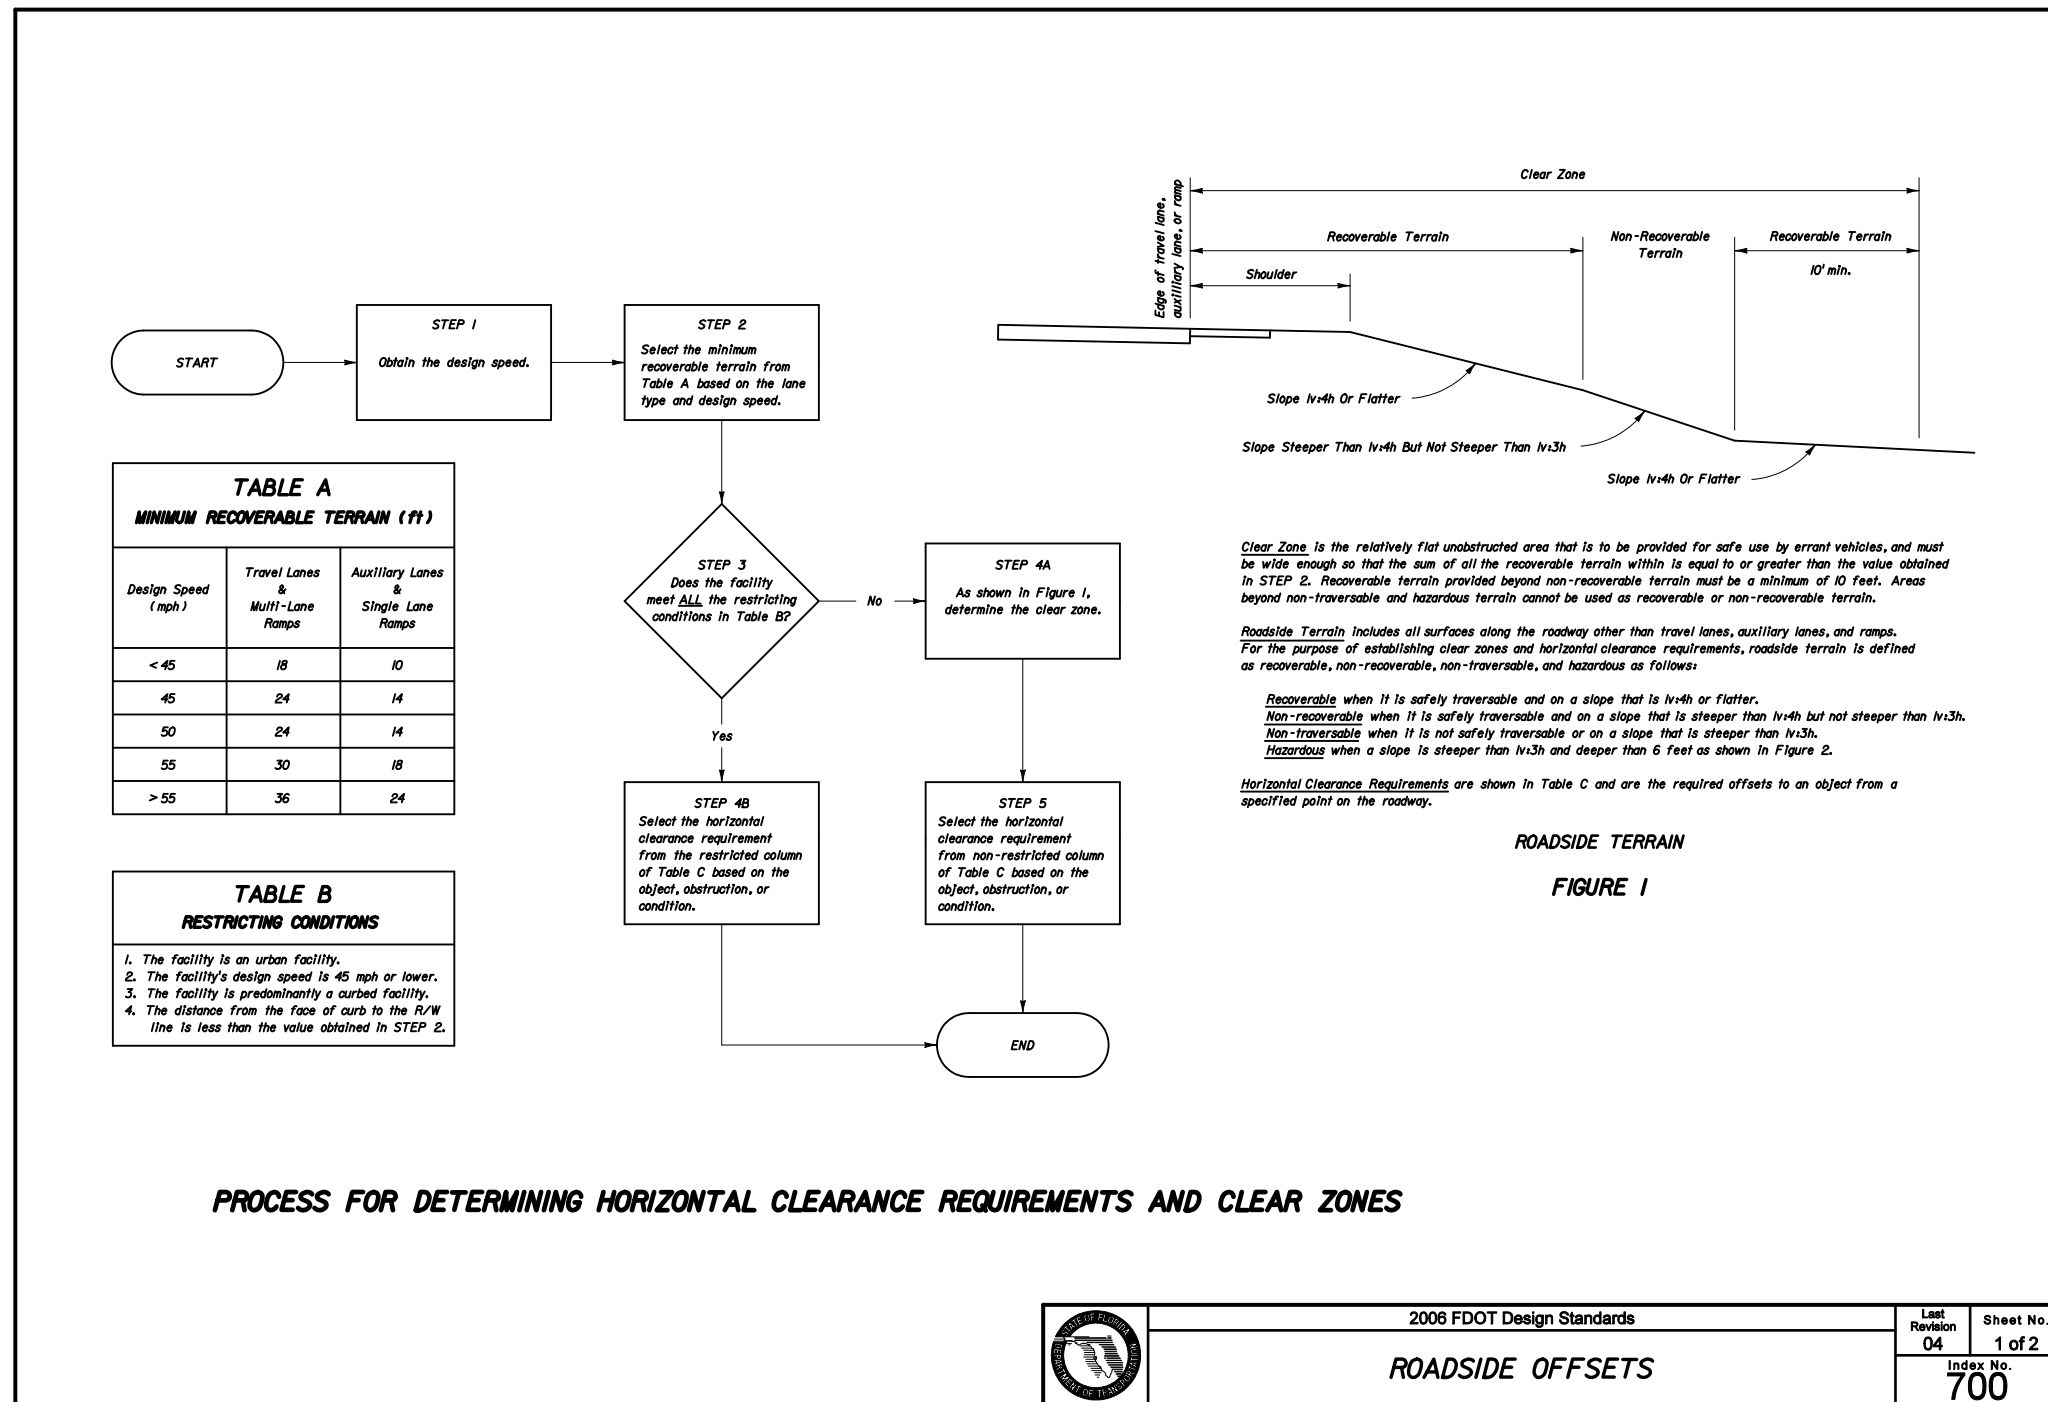 START
STEP 1
Obtain the design speed.
STEP 2
Select the minimum
recoverable terrain from
Table A based on the lane
type and design speed.
TABLE A
MINIMUM RECOVERABLE TERRAIN (ft)
Design Speed
(mph)
Travel Lanes
&
Multi-Lane
Ramps
Auxiliary Lanes
&
Single Lane
Ramps
< 45 18 10
45 24 14
50 24 14
55 30 18
> 55 36 24
TABLE B
RESTRICTING CONDITIONS
1. The facility is an urban facility.
2. The facility's design speed is 45 mph or lower.
3. The facility is predominantly a curbed facility.
4. The distance from the face of curb to the R/W
line is less than the value obtained in STEP 2.
STEP 3
Does the facility
meet ALL the restricting
conditions in Table B?
No
Yes
STEP 4A
As shown in Figure 1,
determine the clear zone.
STEP 4B
Select the horizontal
clearance requirement
from the restricted column
of Table C based on the
object, obstruction, or
condition.
STEP 5
Select the horizontal
clearance requirement
from non-restricted column
of Table C based on the
object, obstruction, or
condition.
END
Clear Zone
Edge of travel lane,
auxilliary lane, or ramp
Recoverable Terrain
Non-Recoverable
Terrain
Recoverable Terrain
10' min.
Shoulder
Slope 1v:4h Or Flatter
Slope Steeper Than 1v:4h But Not Steeper Than 1v:3h
Slope 1v:4h Or Flatter
Clear Zone is the relatively flat unobstructed area that is to be provided for safe use by errant vehicles, and must
be wide enough so that the sum of all the recoverable terrain within is equal to or greater than the value obtained
in STEP 2. Recoverable terrain provided beyond non-recoverable terrain must be a minimum of 10 feet. Areas
beyond non-traversable and hazardous terrain cannot be used as recoverable or non-recoverable terrain.
Roadside Terrain includes all surfaces along the roadway other than travel lanes, auxiliary lanes, and ramps.
For the purpose of establishing clear zones and horizontal clearance requirements, roadside terrain is defined
as recoverable, non-recoverable, non-traversable, and hazardous as follows:
Recoverable when it is safely traversable and on a slope that is 1v:4h or flatter.
Non-recoverable when it is safely traversable and on a slope that is steeper than 1v:4h but not steeper than 1v:3h.
Non-traversable when it is not safely traversable or on a slope that is steeper than 1v:3h.
Hazardous when a slope is steeper than 1v:3h and deeper than 6 feet as shown in Figure 2.
Horizontal Clearance Requirements are shown in Table C and are the required offsets to an object from a
specified point on the roadway.
ROADSIDE TERRAIN
FIGURE 1
PROCESS FOR DETERMINING HORIZONTAL CLEARANCE REQUIREMENTS AND CLEAR ZONES
STATE OF FLORIDA
DEPARTMENT OF TRANSPORTATION
2006 FDOT Design Standards
ROADSIDE OFFSETS
Last
Revision
04
Sheet No.
1 of 2
Index No.
700